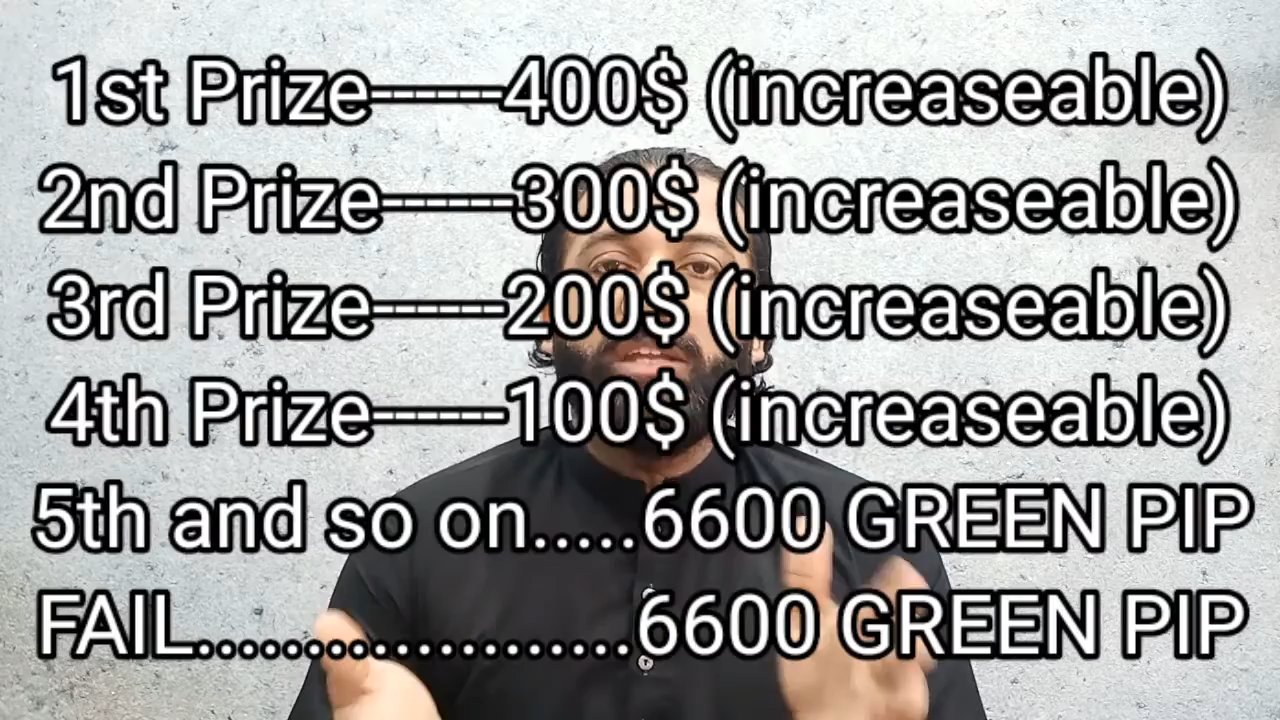 1st Prize------400$ (increaseable)
2nd Prize------300$ (increaseable)
3rd Prize------200$ (increaseable)
4th Prize------100$ (increaseable)
5th and so on.....6600 GREEN PIP
FAIL....................6600 GREEN PIP